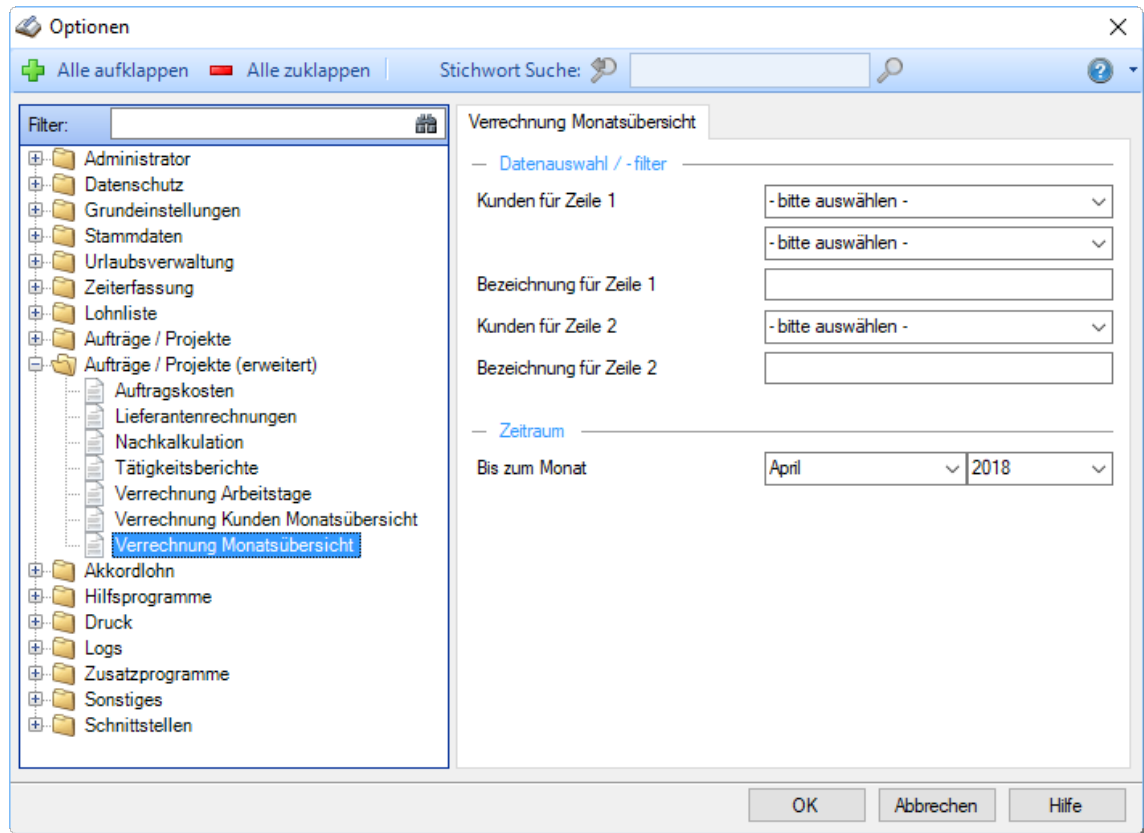 Optionen
Alle aufklappen Alle zuklappen Stichwort Suche:
Filter:
Administrator
Datenschutz
Grundeinstellungen
Stammdaten
Urlaubsverwaltung
Zeiterfassung
Lohnliste
Aufträge / Projekte
Aufträge / Projekte (erweitert)
Auftragskosten
Lieferantenrechnungen
Nachkalkulation
Tätigkeitsberichte
Verrechnung Arbeitstage
Verrechnung Kunden Monatsübersicht
Verrechnung Monatsübersicht
Akkordlohn
Hilfsprogramme
Druck
Logs
Zusatzprogramme
Sonstiges
Schnittstellen
Verrechnung Monatsübersicht
Datenauswahl / -filter
Kunden für Zeile 1 - bitte auswählen -
- bitte auswählen -
Bezeichnung für Zeile 1
Kunden für Zeile 2 - bitte auswählen -
Bezeichnung für Zeile 2
Zeitraum
Bis zum Monat April 2018
OK Abbrechen Hilfe